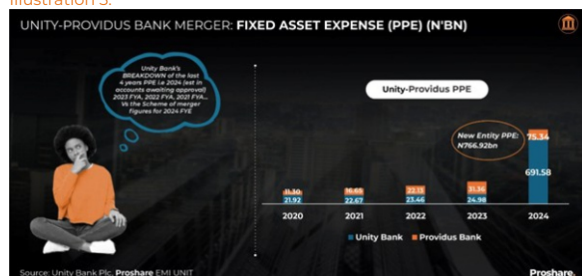 Illustration 3:
UNITY-PROVIDUS BANK MERGER: FIXED ASSET EXPENSE (PPE) (N'BN)
Unity Bank's
BREAKDOWN of the last
4 years PPE i.e 2024 (est in
accounts awaiting approval)
2023 FYA, 2022 FYA, 2021 FYA...
Vs the Scheme of merger
figures for 2024 FYE
Unity-Providus PPE
New Entity PPE:
N766.92bn
75.34
691.58
11.30
16.65
22.13
31.36
21.92
22.67
23.46
24.98
2020
2021
2022
2023
2024
Unity Bank
Providus Bank
Source: Unity Bank Plc, Proshare EMI UNIT
Proshare.